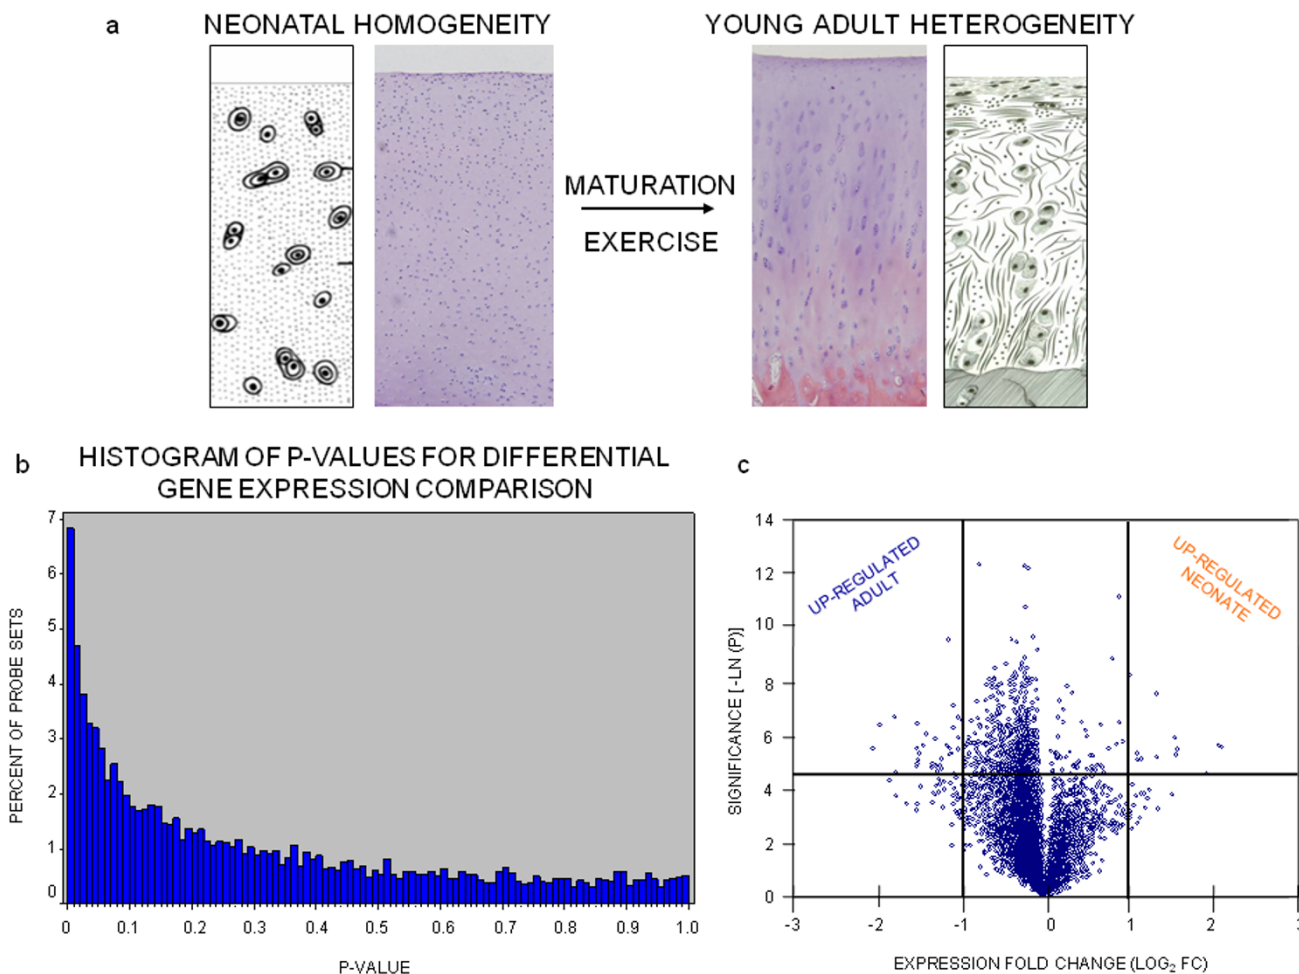 a
NEONATAL HOMOGENEITY
YOUNG ADULT HETEROGENEITY
MATURATION
EXERCISE
b
HISTOGRAM OF P-VALUES FOR DIFFERENTIAL
GENE EXPRESSION COMPARISON
PERCENT OF PROBE SETS
7
6
5
4
3
2
1
0
0 0.1 0.2 0.3 0.4 0.5 0.6 0.7 0.8 0.9 1.0
P-VALUE
c
SIGNIFICANCE [-LN (P)]
14
12
10
8
6
4
2
0
UP-REGULATED
ADULT
UP-REGULATED
NEONATE
-3 -2 -1 0 1 2 3
EXPRESSION FOLD CHANGE (LOG₂ FC)